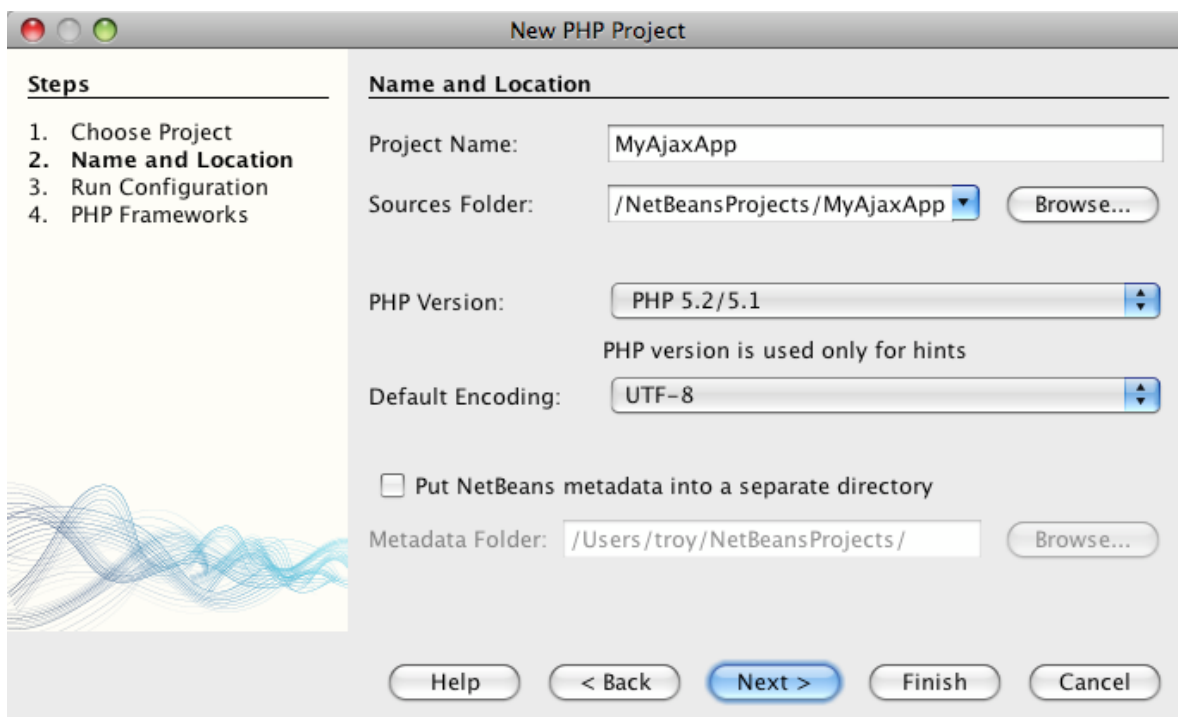 New PHP Project
Steps
1. Choose Project
2. Name and Location
3. Run Configuration
4. PHP Frameworks
Name and Location
Project Name: MyAjaxApp
Sources Folder: /NetBeansProjects/MyAjaxApp Browse...
PHP Version: PHP 5.2/5.1
PHP version is used only for hints
Default Encoding: UTF-8
Put NetBeans metadata into a separate directory
Metadata Folder: /Users/troy/NetBeansProjects/ Browse...
Help < Back Next > Finish Cancel